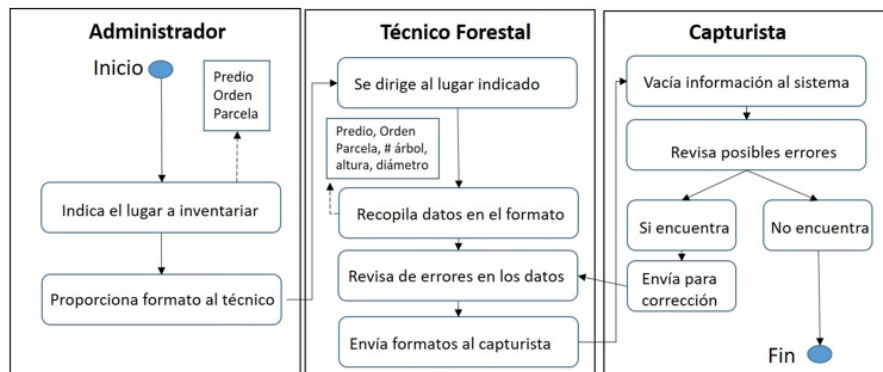 Administrador
Inicio
Predio
Orden
Parcela
Indica el lugar a inventariar
Proporciona formato al técnico
Técnico Forestal
Se dirige al lugar indicado
Predio, Orden
Parcela, # árbol,
altura, diámetro
Recopila datos en el formato
Revisa de errores en los datos
Envía formatos al capturista
Capturista
Vacía información al sistema
Revisa posibles errores
Si encuentra
No encuentra
Envía para
corrección
Fin